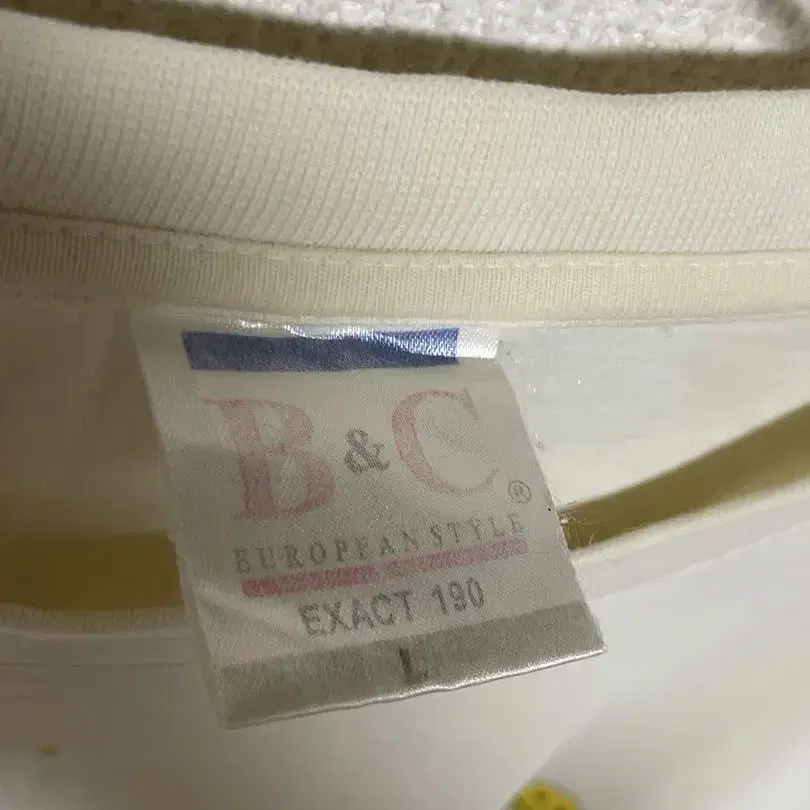 B & C ®
EUROPEAN STYLE
EXACT 190
L